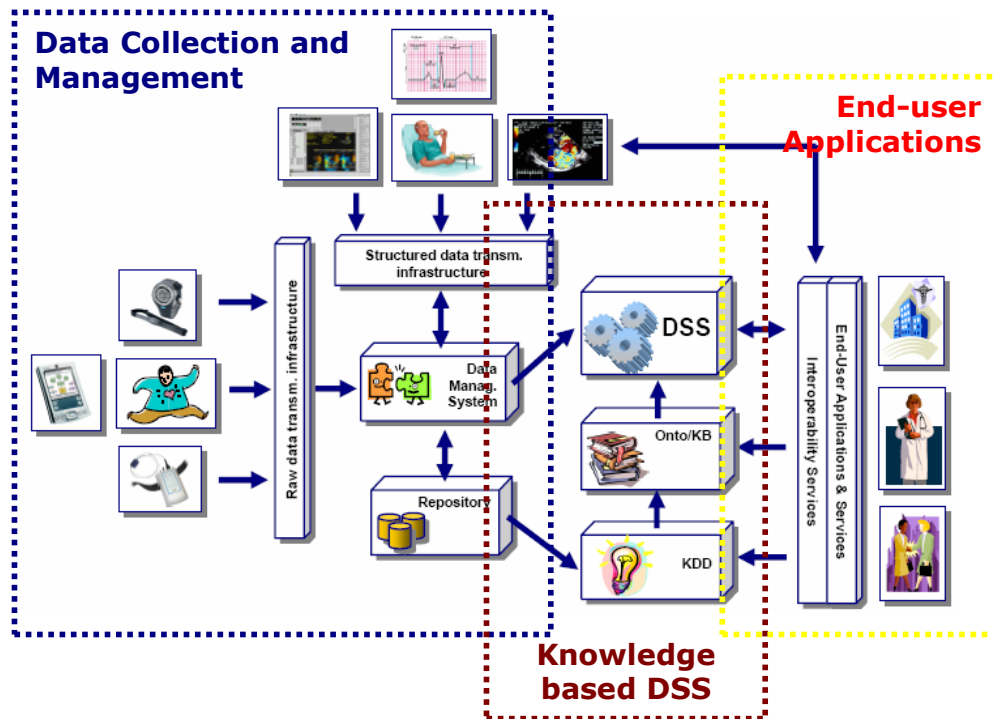 Data Collection and
Management
End-user
Applications
Structured data transm.
infrastructure
Raw data transm. infrastructure
Data
Manag.
System
DSS
Onto/KB
Repository
KDD
Interoperability Services
End-User Applications & Services
Knowledge
based DSS